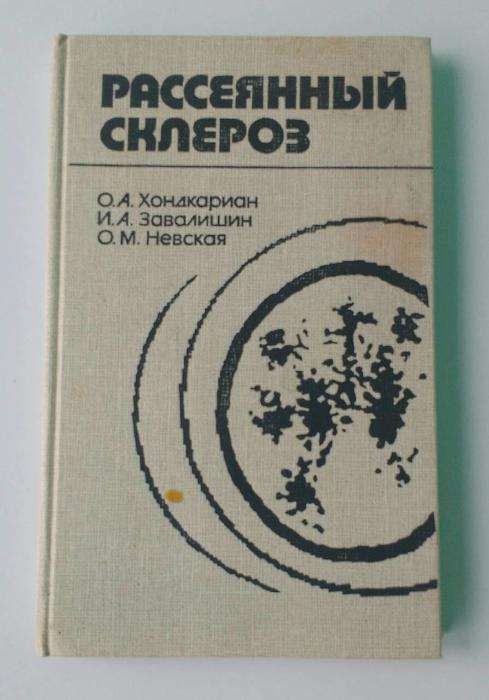 РАССЕЯННЫЙ
СКЛЕРОЗ
О.А. Хондкариан
И.А. Завалишин
О.М. Невская